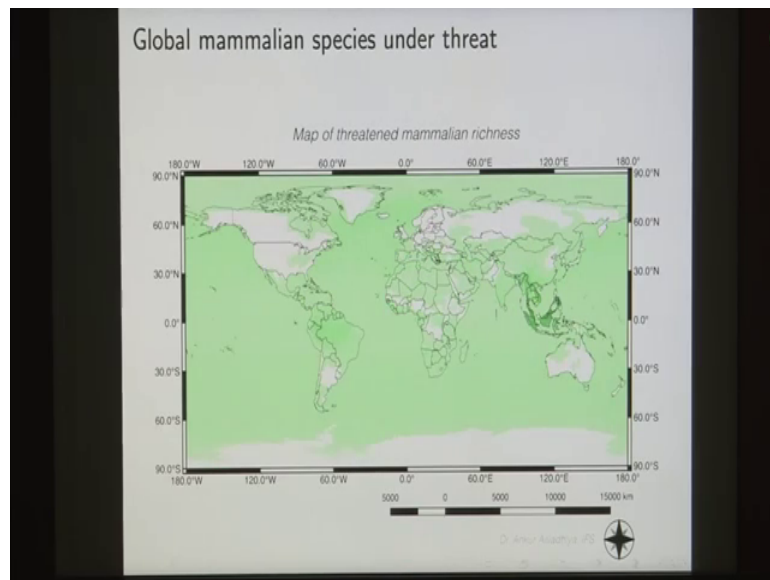 Global mammalian species under threat
Map of threatened mammalian richness
180.0°W 120.0°W 60.0°W 0.0° 60.0°E 120.0°E 180.0°
90.0°N 90.0°N
60.0°N 60.0°N
30.0°N 30.0°N
0.0° 0.0°
30.0°S 30.0°S
60.0°S 60.0°S
90.0°S 90.0°S
180.0°W 120.0°W 60.0°W 0.0° 60.0°E 120.0°E 180.0°
5000 0 5000 10000 15000 km
IFS